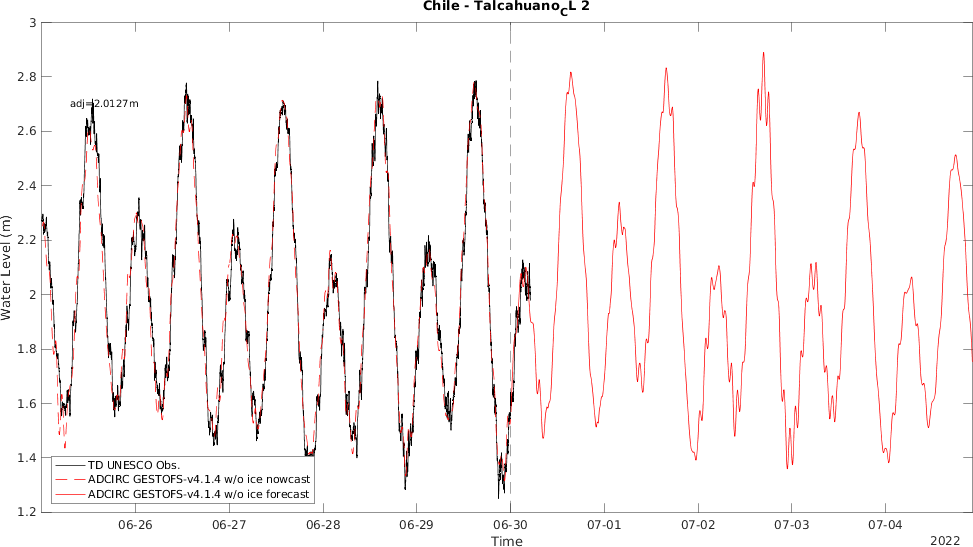 Chile - Talcahuano_CL 2
3
2.8
2.6
2.4
2.2
2
1.8
1.6
1.4
1.2
Water Level (m)
adj=2.0127m
TD UNESCO Obs.
ADCIRC GESTOFS-v4.1.4 w/o ice nowcast
ADCIRC GESTOFS-v4.1.4 w/o ice forecast
06-26 06-27 06-28 06-29 06-30 07-01 07-02 07-03 07-04
Time
2022